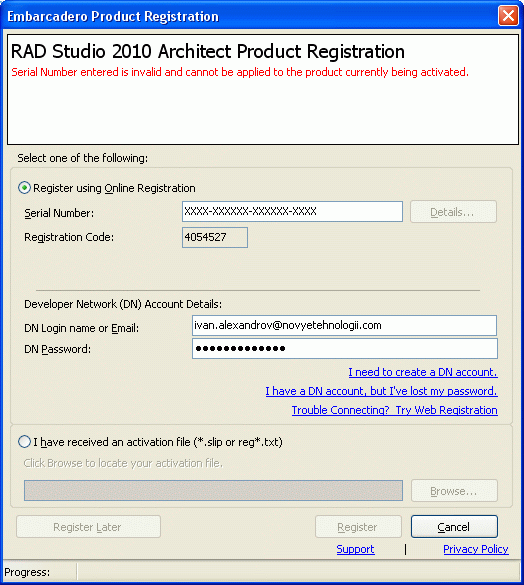 Embarcadero Product Registration
RAD Studio 2010 Architect Product Registration
Serial Number entered is invalid and cannot be applied to the product currently being activated.
Select one of the following:
Register using Online Registration
Serial Number: XXXX-XXXXXX-XXXXXX-XXXX Details...
Registration Code: 4054527
Developer Network (DN) Account Details:
DN Login name or Email: ivan.alexandrov@novyetehnologii.com
DN Password: ●●●●●●●●●●●●●
I need to create a DN account.
I have a DN account, but I've lost my password.
Trouble Connecting? Try Web Registration
I have received an activation file (*.slip or reg*.txt)
Click Browse to locate your activation file.
Browse...
Register Later Register Cancel
Support | Privacy Policy
Progress: